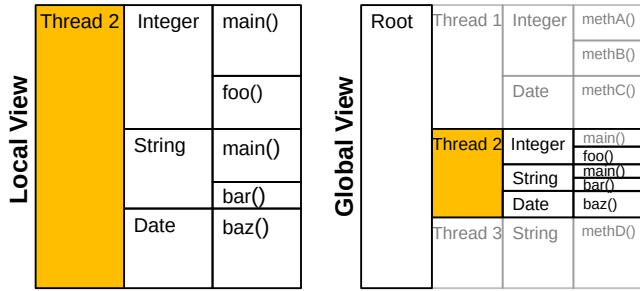 Local View
Thread 2 Integer main()
foo()
String main()
bar()
Date baz()
Global View
Root Thread 1 Integer methA()
methB()
Date methC()
Thread 2 Integer main()
foo()
String main()
bar()
Date baz()
Thread 3 String methD()